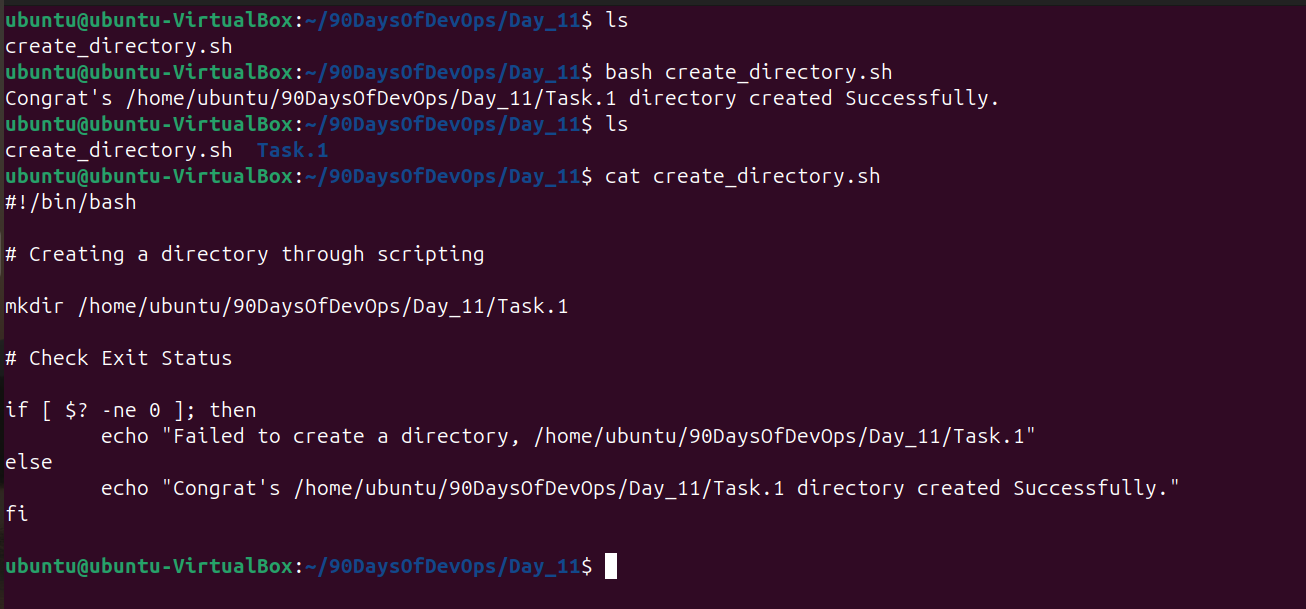 ubuntu@ubuntu-VirtualBox:~/90DaysOfDevOps/Day_11$ ls
create_directory.sh
ubuntu@ubuntu-VirtualBox:~/90DaysOfDevOps/Day_11$ bash create_directory.sh
Congrat's /home/ubuntu/90DaysOfDevOps/Day_11/Task.1 directory created Successfully.
ubuntu@ubuntu-VirtualBox:~/90DaysOfDevOps/Day_11$ ls
create_directory.sh  Task.1
ubuntu@ubuntu-VirtualBox:~/90DaysOfDevOps/Day_11$ cat create_directory.sh
#!/bin/bash
# Creating a directory through scripting
mkdir /home/ubuntu/90DaysOfDevOps/Day_11/Task.1
# Check Exit Status
if [ $? -ne 0 ]; then
        echo "Failed to create a directory, /home/ubuntu/90DaysOfDevOps/Day_11/Task.1"
else
        echo "Congrat's /home/ubuntu/90DaysOfDevOps/Day_11/Task.1 directory created Successfully."
fi
ubuntu@ubuntu-VirtualBox:~/90DaysOfDevOps/Day_11$